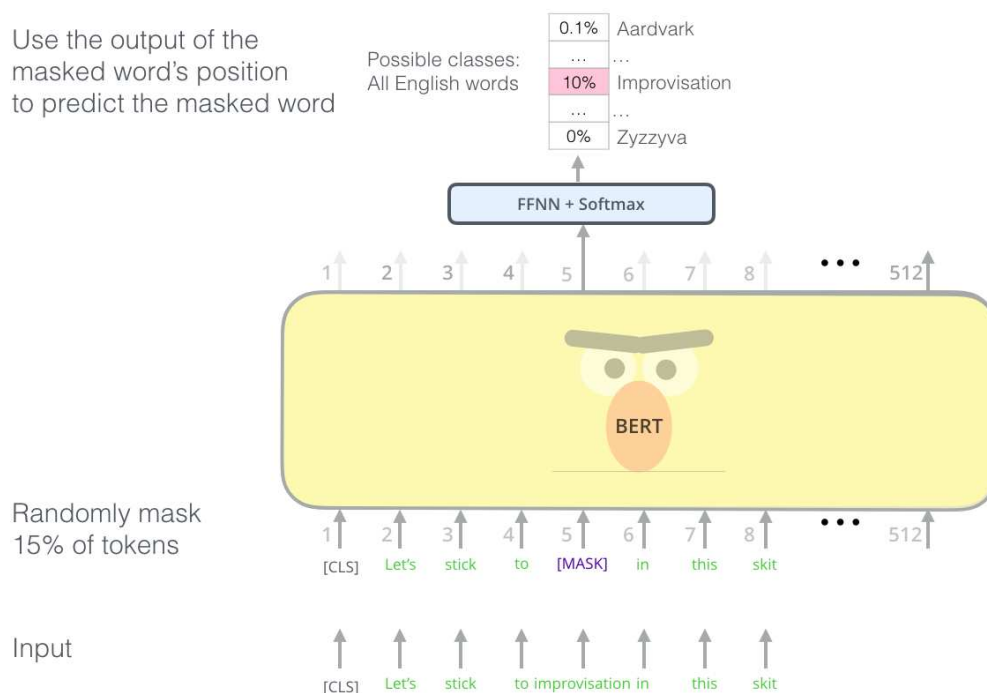 Use the output of the
masked word's position
to predict the masked word
Possible classes:
All English words
0.1% Aardvark
... ...
10% Improvisation
... ...
0% Zyzzyva
FFNN + Softmax
1 2 3 4 5 6 7 8 ••• 512
BERT
Randomly mask
15% of tokens
1 2 3 4 5 6 7 8 ••• 512
[CLS] Let's stick to [MASK] in this skit
Input
[CLS] Let's stick to improvisation in this skit